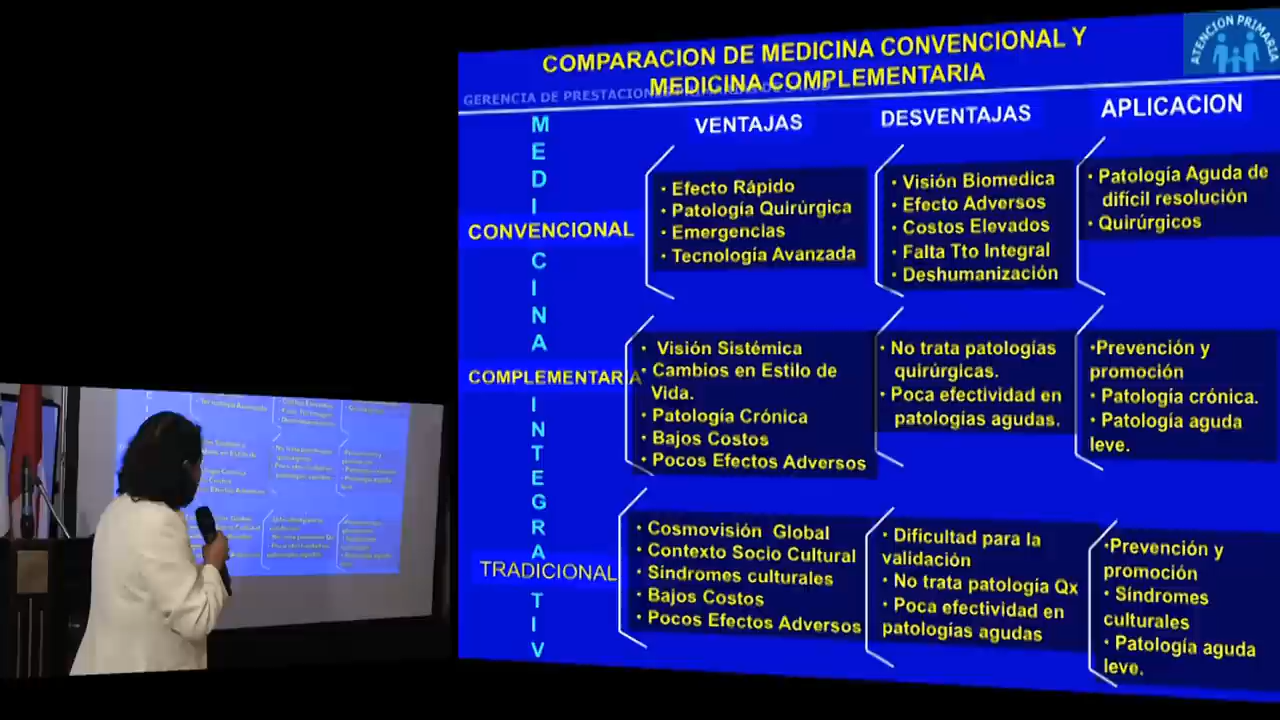 COMPARACION DE MEDICINA CONVENCIONAL Y
MEDICINA COMPLEMENTARIA
ATENCION PRIMARIA
GERENCIA DE PRESTACIONES
VENTAJAS
DESVENTAJAS
APLICACION
M
E
D
I
CONVENCIONAL
C
I
N
A
COMPLEMENTARIA
I
N
T
E
G
R
A
TRADICIONAL
T
I
V
• Efecto Rápido
• Patología Quirúrgica
• Emergencias
• Tecnología Avanzada
• Visión Biomedica
• Efecto Adversos
• Costos Elevados
• Falta Tto Integral
• Deshumanización
• Patología Aguda de
difícil resolución
• Quirúrgicos
• Visión Sistémica
• Cambios en Estilo de
Vida.
• Patología Crónica
• Bajos Costos
• Pocos Efectos Adversos
• No trata patologías
quirúrgicas.
• Poca efectividad en
patologías agudas.
•Prevención y
promoción
• Patología crónica.
• Patología aguda
leve.
• Cosmovisión Global
• Contexto Socio Cultural
• Síndromes culturales
• Bajos Costos
• Pocos Efectos Adversos
• Dificultad para la
validación
• No trata patología Qx
• Poca efectividad en
patologías agudas
•Prevención y
promoción
• Síndromes
culturales
• Patología aguda
leve.